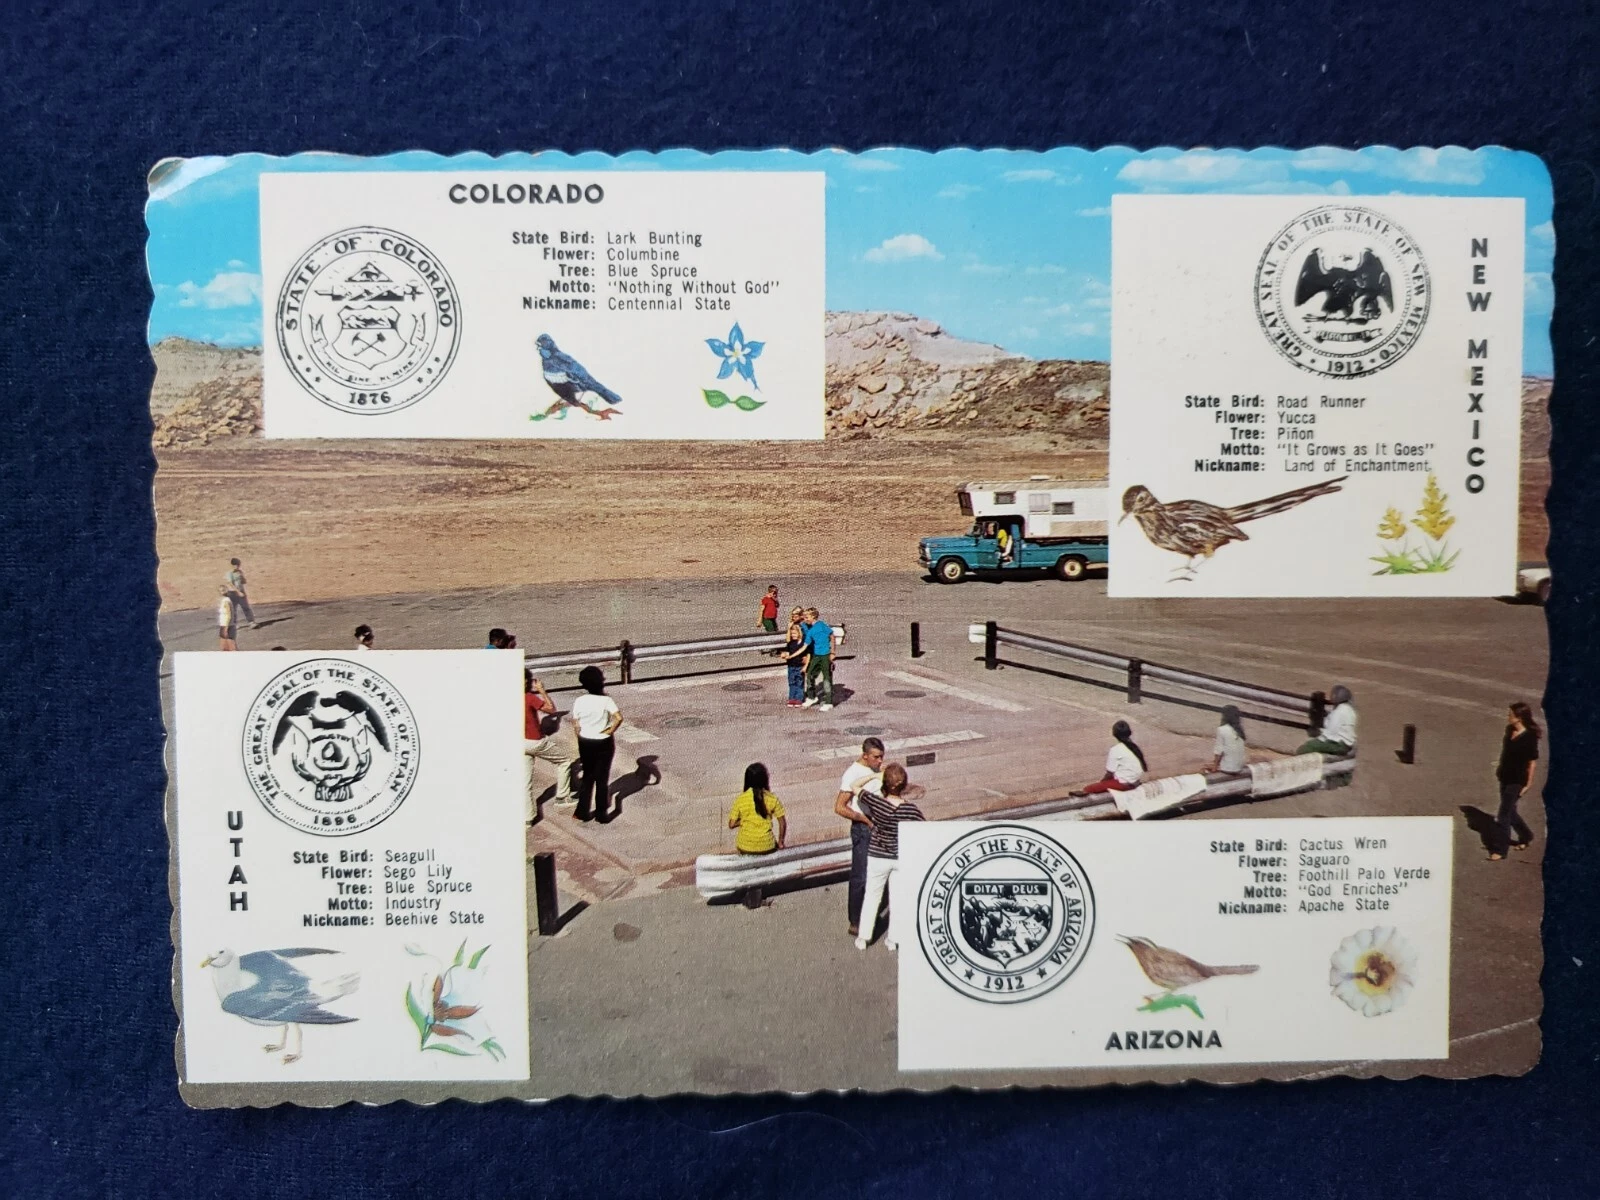 COLORADO
STATE OF COLORADO
NIL SINE NUMINE
1876
State Bird: Lark Bunting
Flower: Columbine
Tree: Blue Spruce
Motto: "Nothing Without God"
Nickname: Centennial State
GREAT SEAL OF THE STATE OF NEW MEXICO
1912
NEW MEXICO
State Bird: Road Runner
Flower: Yucca
Tree: Piñon
Motto: "It Grows as It Goes"
Nickname: Land of Enchantment
THE GREAT SEAL OF THE STATE OF UTAH
1896
UTAH
State Bird: Seagull
Flower: Sego Lily
Tree: Blue Spruce
Motto: Industry
Nickname: Beehive State
GREAT SEAL OF THE STATE OF ARIZONA
DITAT DEUS
1912
State Bird: Cactus Wren
Flower: Saguaro
Tree: Foothill Palo Verde
Motto: "God Enriches"
Nickname: Apache State
ARIZONA